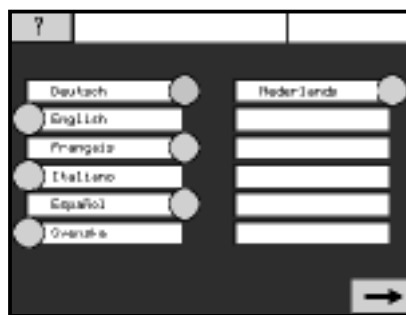 ?
Deutsch
English
Français
Italiano
Español
Svenska
Nederlands